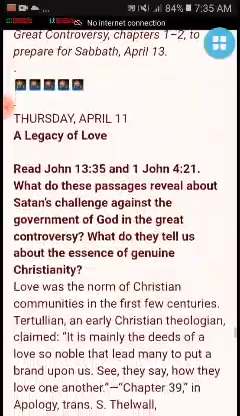 84% 7:35 AM
No internet connection
Great Controversy, chapters 1–2, to
prepare for Sabbath, April 13.
.
THURSDAY, APRIL 11
A Legacy of Love
Read John 13:35 and 1 John 4:21.
What do these passages reveal about
Satan's challenge against the
government of God in the great
controversy? What do they tell us
about the essence of genuine
Christianity?
Love was the norm of Christian
communities in the first few centuries.
Tertullian, an early Christian theologian,
claimed: “It is mainly the deeds of a
love so noble that lead many to put a
brand upon us. See, they say, how they
love one another.”—“Chapter 39,” in
Apology, trans. S. Thelwall,